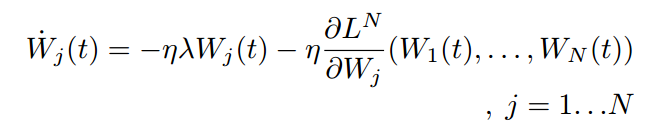 Ẇ_j(t) = −ηλW_j(t) − η ∂L^N/∂W_j (W_1(t), . . . , W_N(t))
, j = 1...N